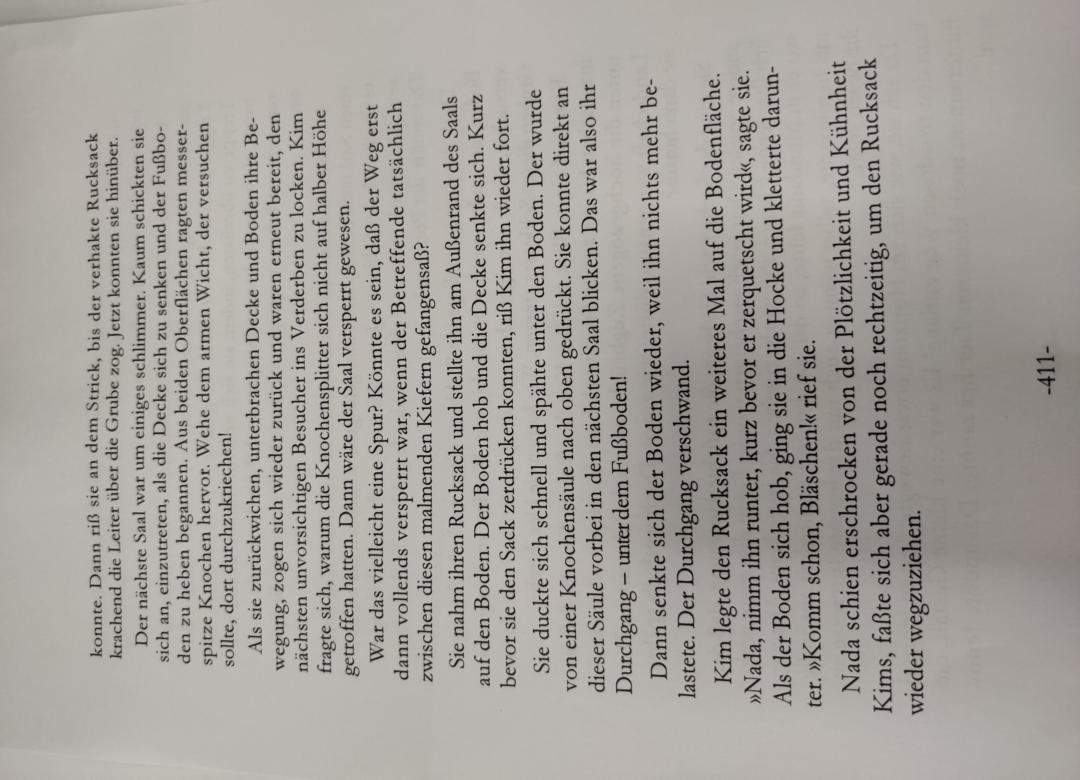 konnte. Dann riß sie an dem Strick, bis der verhakte Rucksack
krachend die Leiter über die Grube zog. Jetzt konnten sie hinüber.
Der nächste Saal war um einiges schlimmer. Kaum schickten sie
sich an, einzutreten, als die Decke sich zu senken und der Fußbo-
den zu heben begannen. Aus beiden Oberflächen ragten messer-
spitze Knochen hervor. Wehe dem armen Wicht, der versuchen
sollte, dort durchzukriechen!
Als sie zurückwichen, unterbrachen Decke und Boden ihre Be-
wegung, zogen sich wieder zurück und waren erneut bereit, den
nächsten unvorsichtigen Besucher ins Verderben zu locken. Kim
fragte sich, warum die Knochensplitter sich nicht auf halber Höhe
getroffen hatten. Dann wäre der Saal versperrt gewesen.
War das vielleicht eine Spur? Könnte es sein, daß der Weg erst
dann vollends versperrt war, wenn der Betreffende tatsächlich
zwischen diesen malmenden Kiefern gefangensaß?
Sie nahm ihren Rucksack und stellte ihn am Außenrand des Saals
auf den Boden. Der Boden hob und die Decke senkte sich. Kurz
bevor sie den Sack zerdrücken konnten, riß Kim ihn wieder fort.
Sie duckte sich schnell und spähte unter den Boden. Der wurde
von einer Knochensäule nach oben gedrückt. Sie konnte direkt an
dieser Säule vorbei in den nächsten Saal blicken. Das war also ihr
Durchgang – unter dem Fußboden!
Dann senkte sich der Boden wieder, weil ihn nichts mehr be-
lastete. Der Durchgang verschwand.
Kim legte den Rucksack ein weiteres Mal auf die Bodenfläche.
»Nada, nimm ihn runter, kurz bevor er zerquetscht wird«, sagte sie.
Als der Boden sich hob, ging sie in die Hocke und kletterte darun-
ter. »Komm schon, Bläschen!« rief sie.
Nada schien erschrocken von der Plötzlichkeit und Kühnheit
Kims, faßte sich aber gerade noch rechtzeitig, um den Rucksack
wieder wegzuziehen.
-411-